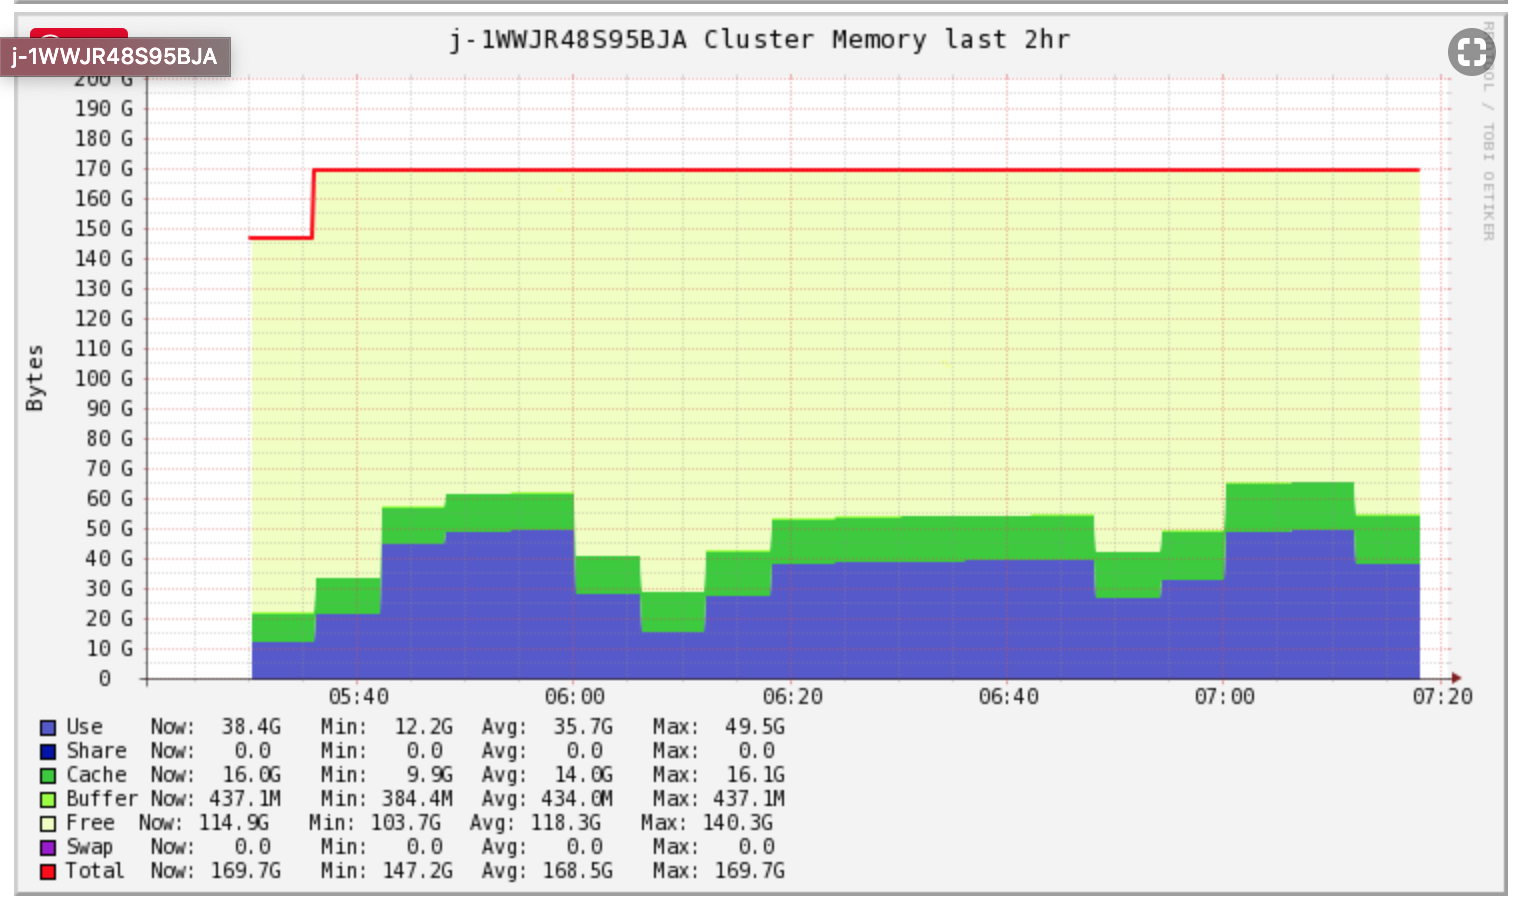 j-1WWJR48S95BJA Cluster Memory last 2hr
j-1WWJR48S95BJA
/ TOBI OETIKER
Bytes
200 G
190 G
180 G
170 G
160 G
150 G
140 G
130 G
120 G
110 G
100 G
90 G
80 G
70 G
60 G
50 G
40 G
30 G
20 G
10 G
0
05:40 06:00 06:20 06:40 07:00 07:20
Use Now: 38.4G Min: 12.2G Avg: 35.7G Max: 49.5G
Share Now: 0.0 Min: 0.0 Avg: 0.0 Max: 0.0
Cache Now: 16.0G Min: 9.9G Avg: 14.0G Max: 16.1G
Buffer Now: 437.1M Min: 384.4M Avg: 434.0M Max: 437.1M
Free Now: 114.9G Min: 103.7G Avg: 118.3G Max: 140.3G
Swap Now: 0.0 Min: 0.0 Avg: 0.0 Max: 0.0
Total Now: 169.7G Min: 147.2G Avg: 168.5G Max: 169.7G